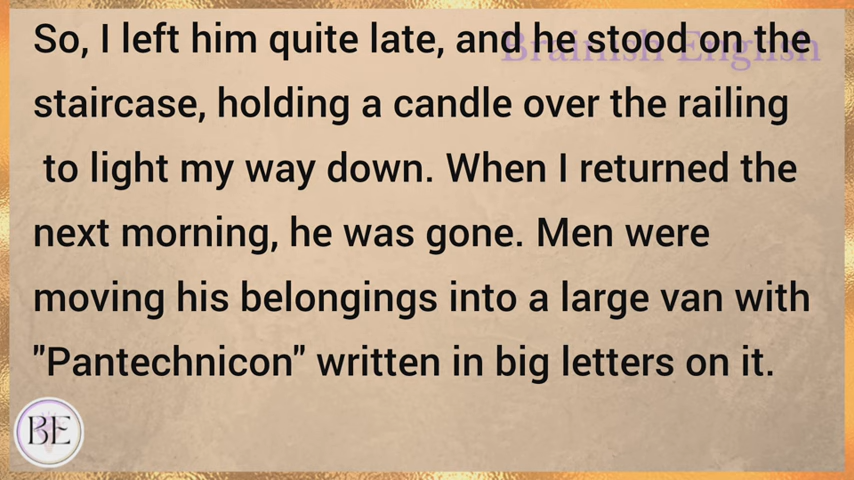 Brainish English
So, I left him quite late, and he stood on the
staircase, holding a candle over the railing
to light my way down. When I returned the
next morning, he was gone. Men were
moving his belongings into a large van with
"Pantechnicon" written in big letters on it.
BE